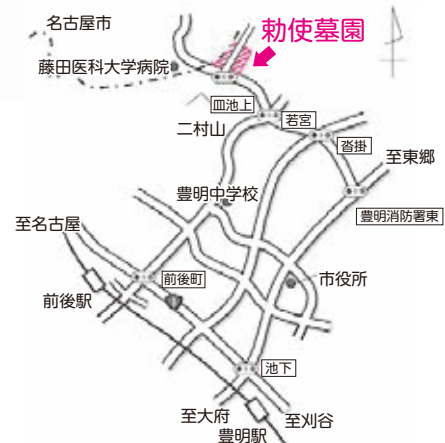 名古屋市
勅使墓園
藤田医科大学病院
皿池上
若宮
二村山
沓掛
至東郷
豊明中学校
豊明消防署東
至名古屋
市役所
前後町
前後駅
池下
至大府
至刈谷
豊明駅